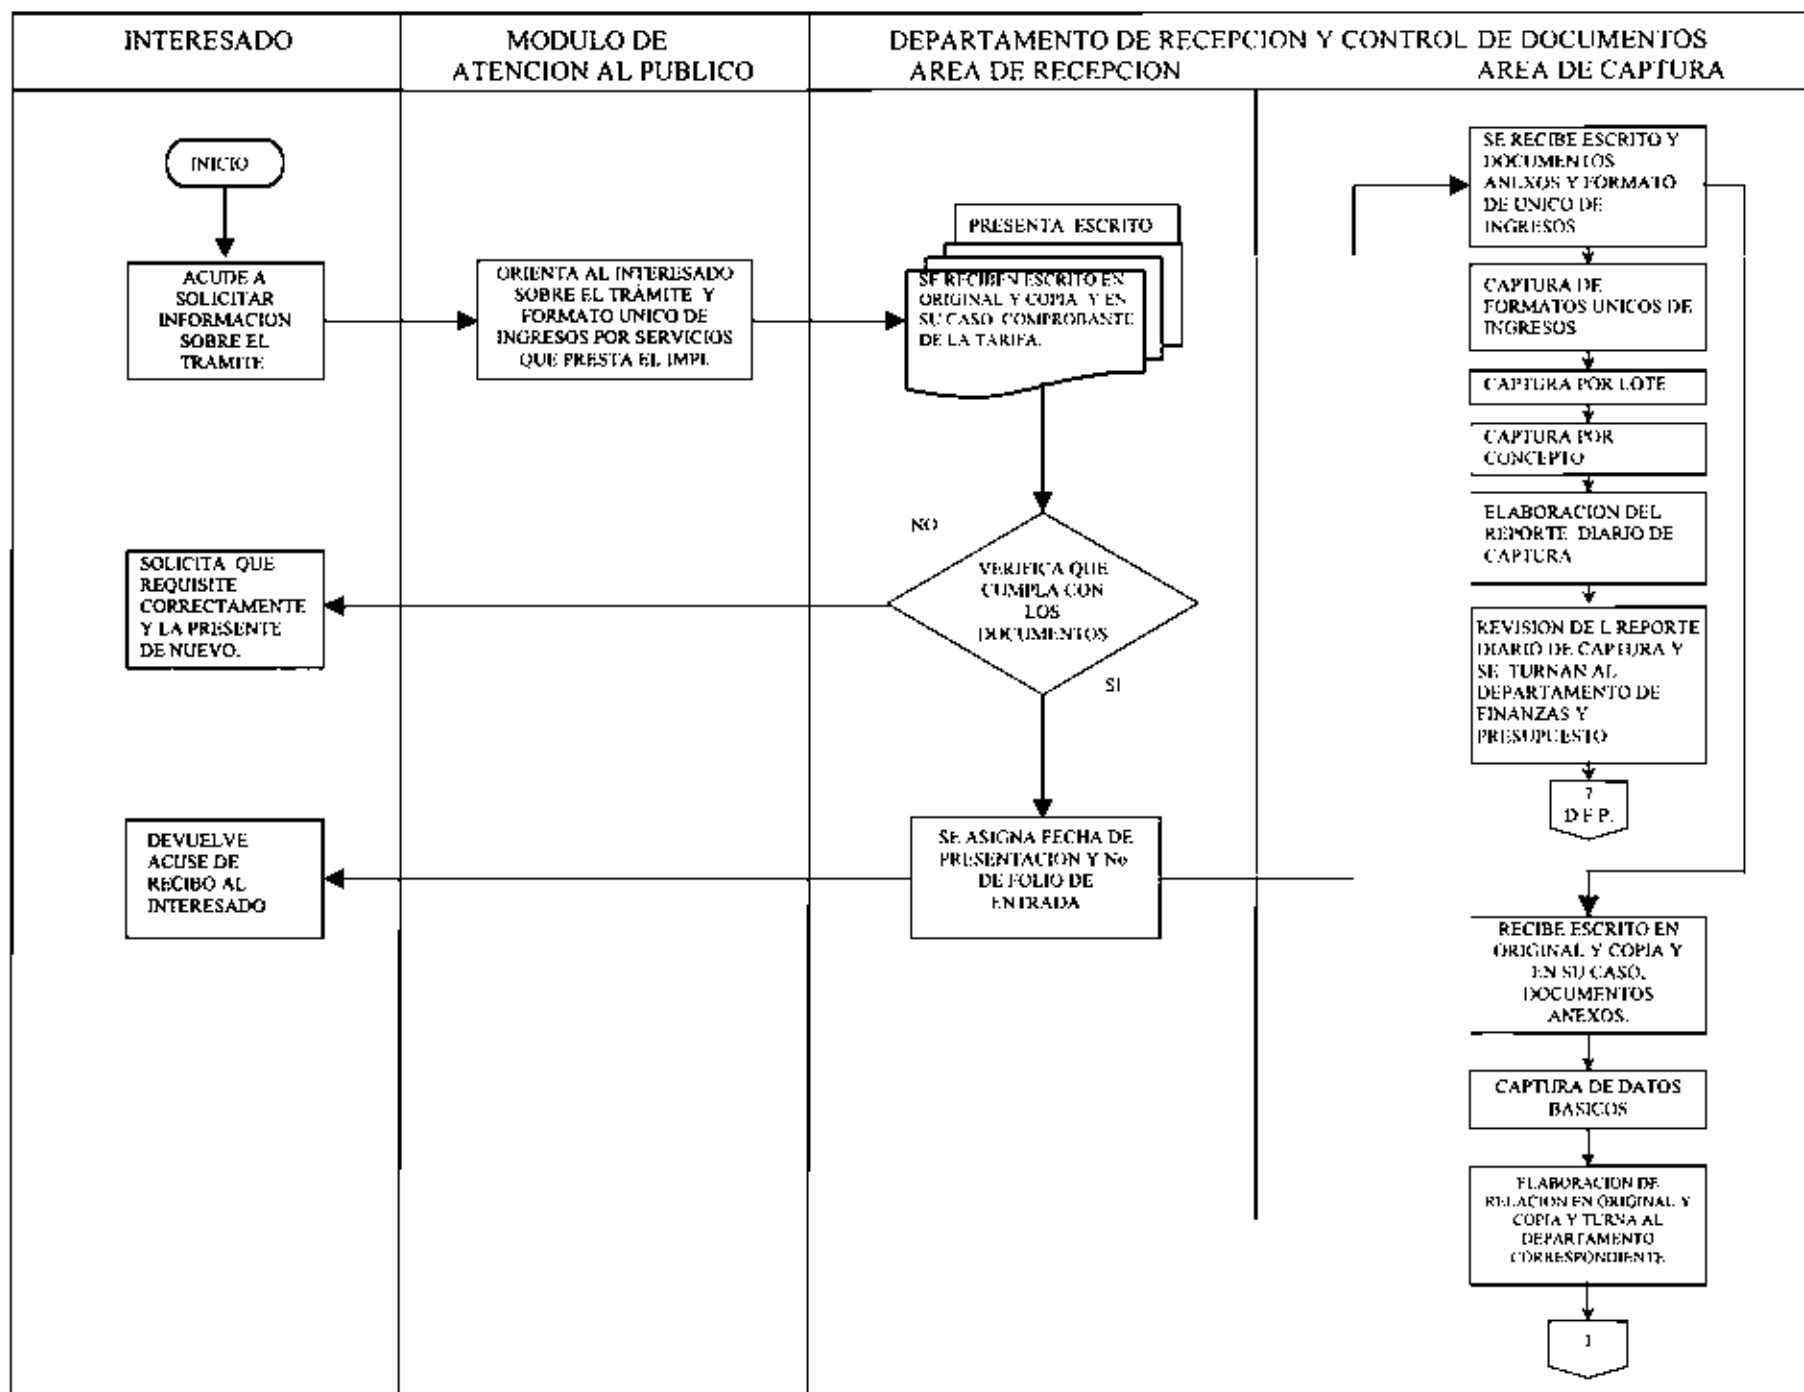 INTERESADO
MODULO DE
ATENCION AL PUBLICO
DEPARTAMENTO DE RECEPCION Y CONTROL DE DOCUMENTOS
AREA DE RECEPCION
AREA DE CAPTURA
INICIO
ACUDE A
SOLICITAR
INFORMACION
SOBRE EL
TRAMITE
ORIENTA AL INTERESADO
SOBRE EL TRÁMITE Y
FORMATO UNICO DE
INGRESOS POR SERVICIOS
QUE PRESTA EL IMPI.
PRESENTA ESCRITO
SE RECIBEN ESCRITO EN
ORIGINAL Y COPIA Y EN
SU CASO COMPROBANTE
DE LA TARIFA.
NO
VERIFICA QUE
CUMPLA CON
LOS
DOCUMENTOS
SI
SOLICITA QUE
REQUISITE
CORRECTAMENTE
Y LA PRESENTE
DE NUEVO.
SE ASIGNA FECHA DE
PRESENTACION Y No
DE FOLIO DE
ENTRADA
DEVUELVE
ACUSE DE
RECIBO AL
INTERESADO
SE RECIBE ESCRITO Y
DOCUMENTOS
ANEXOS Y FORMATO
DE UNICO DE
INGRESOS
CAPTURA DE
FORMATOS UNICOS DE
INGRESOS
CAPTURA POR LOTE
CAPTURA POR
CONCEPTO
ELABORACION DEL
REPORTE DIARIO DE
CAPTURA
REVISION DE L REPORTE
DIARIO DE CAPTURA Y
SE TURNAN AL
DEPARTAMENTO DE
FINANZAS Y
PRESUPUESTO
7
D F P.
RECIBE ESCRITO EN
ORIGINAL Y COPIA Y
EN SU CASO,
DOCUMENTOS
ANEXOS.
CAPTURA DE DATOS
BASICOS
ELABORACION DE
RELACION EN ORIGINAL Y
COPIA Y TURNA AL
DEPARTAMENTO
CORRESPONDIENTE
1